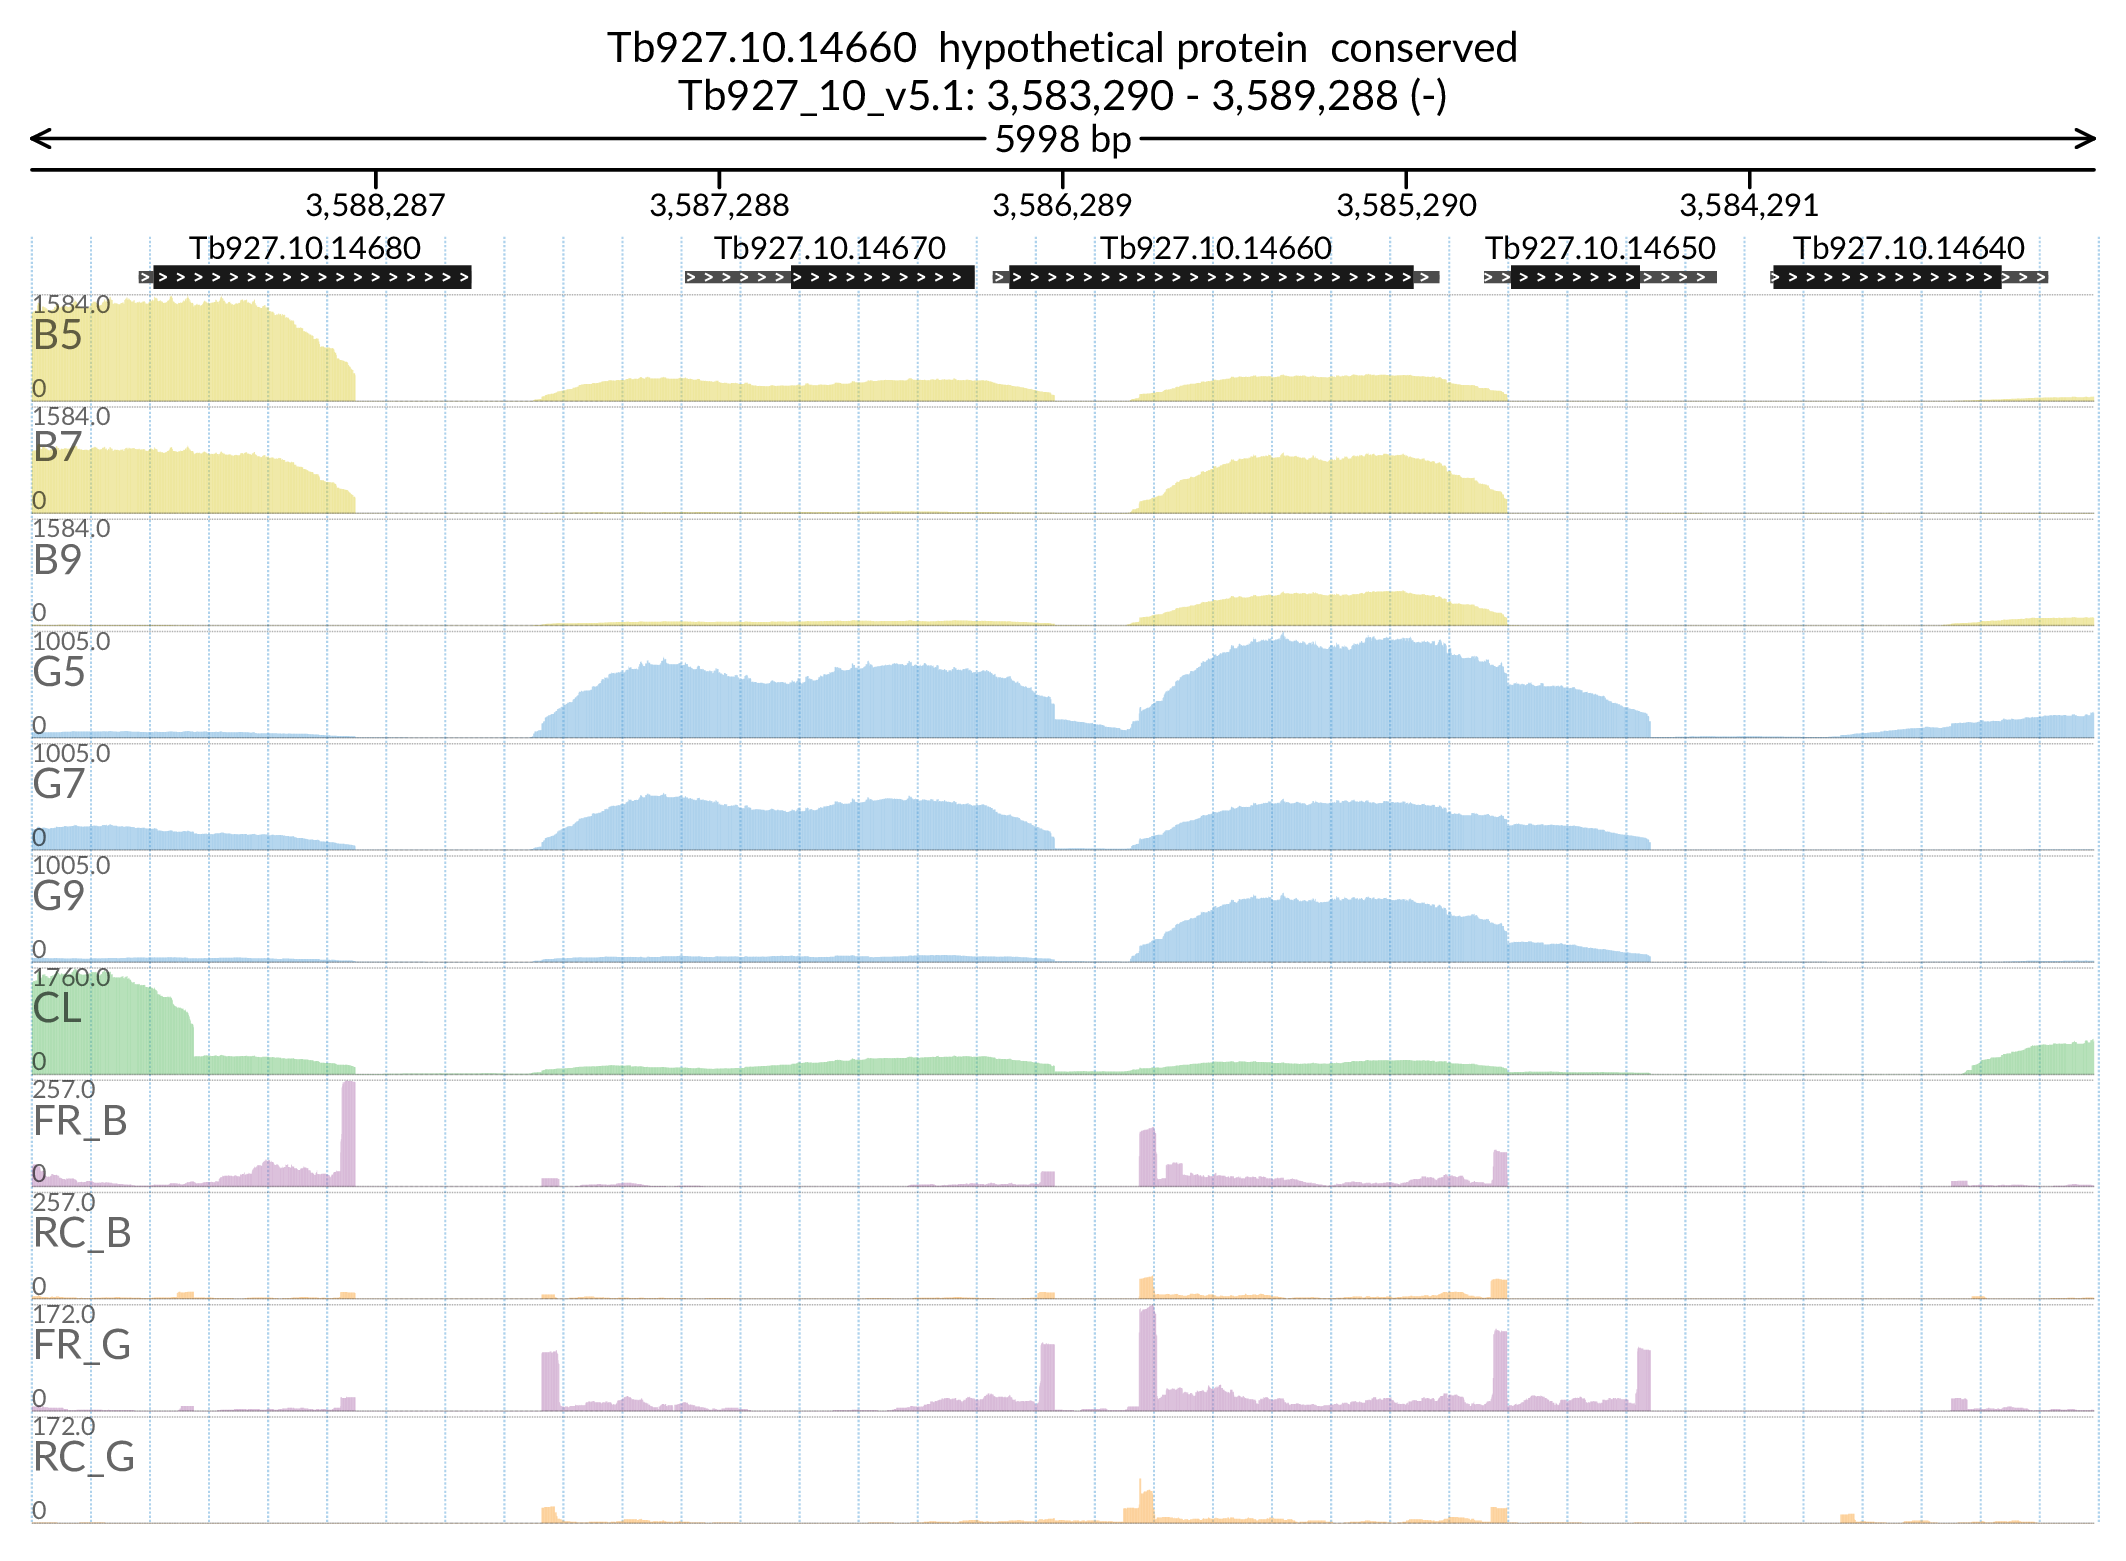 Tb927.10.14660  hypothetical protein  conserved
Tb927_10_v5.1: 3,583,290 - 3,589,288 (-)
5998 bp
3,588,287 3,587,288 3,586,289 3,585,290 3,584,291
Tb927.10.14680 Tb927.10.14670 Tb927.10.14660 Tb927.10.14650 Tb927.10.14640
1584.0
B5
0
1584.0
B7
0
1584.0
B9
0
1005.0
G5
0
1005.0
G7
0
1005.0
G9
0
1760.0
CL
0
257.0
FR_B
0
257.0
RC_B
0
172.0
FR_G
0
172.0
RC_G
0